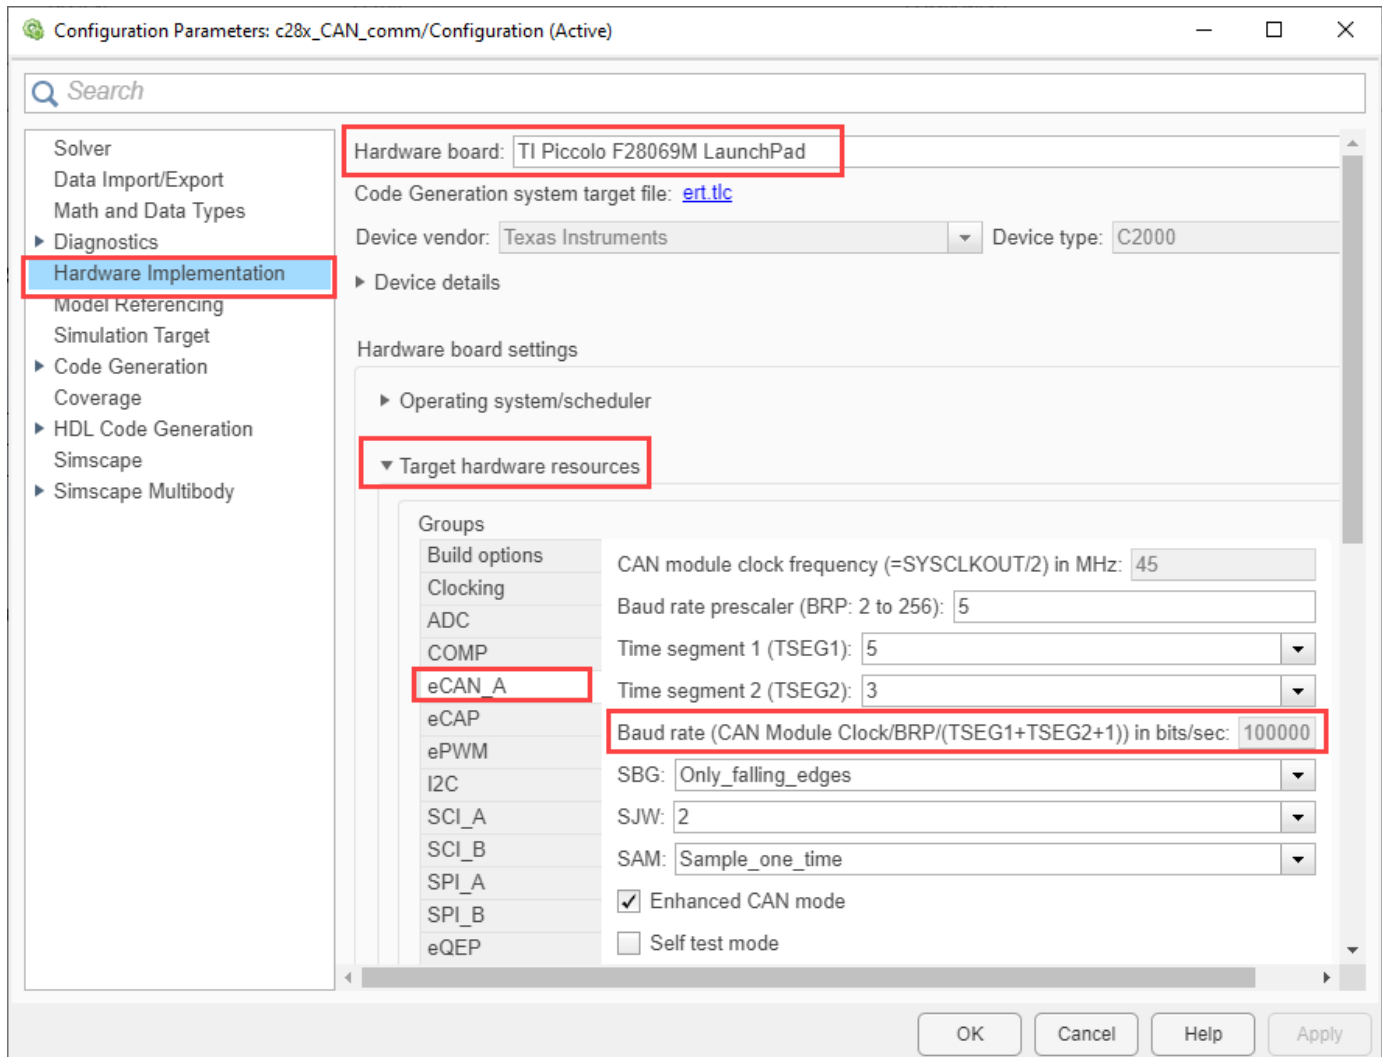 Configuration Parameters: c28x_CAN_comm/Configuration (Active)
Search
Solver
Data Import/Export
Math and Data Types
Diagnostics
Hardware Implementation
Model Referencing
Simulation Target
Code Generation
Coverage
HDL Code Generation
Simscape
Simscape Multibody
Hardware board: TI Piccolo F28069M LaunchPad
Code Generation system target file: ert.tlc
Device vendor: Texas Instruments Device type: C2000
Device details
Hardware board settings
Operating system/scheduler
Target hardware resources
Groups
Build options
Clocking
ADC
COMP
eCAN_A
eCAP
ePWM
I2C
SCI_A
SCI_B
SPI_A
SPI_B
eQEP
CAN module clock frequency (=SYSCLKOUT/2) in MHz: 45
Baud rate prescaler (BRP: 2 to 256): 5
Time segment 1 (TSEG1): 5
Time segment 2 (TSEG2): 3
Baud rate (CAN Module Clock/BRP/(TSEG1+TSEG2+1)) in bits/sec: 100000
SBG: Only_falling_edges
SJW: 2
SAM: Sample_one_time
Enhanced CAN mode
Self test mode
OK Cancel Help Apply